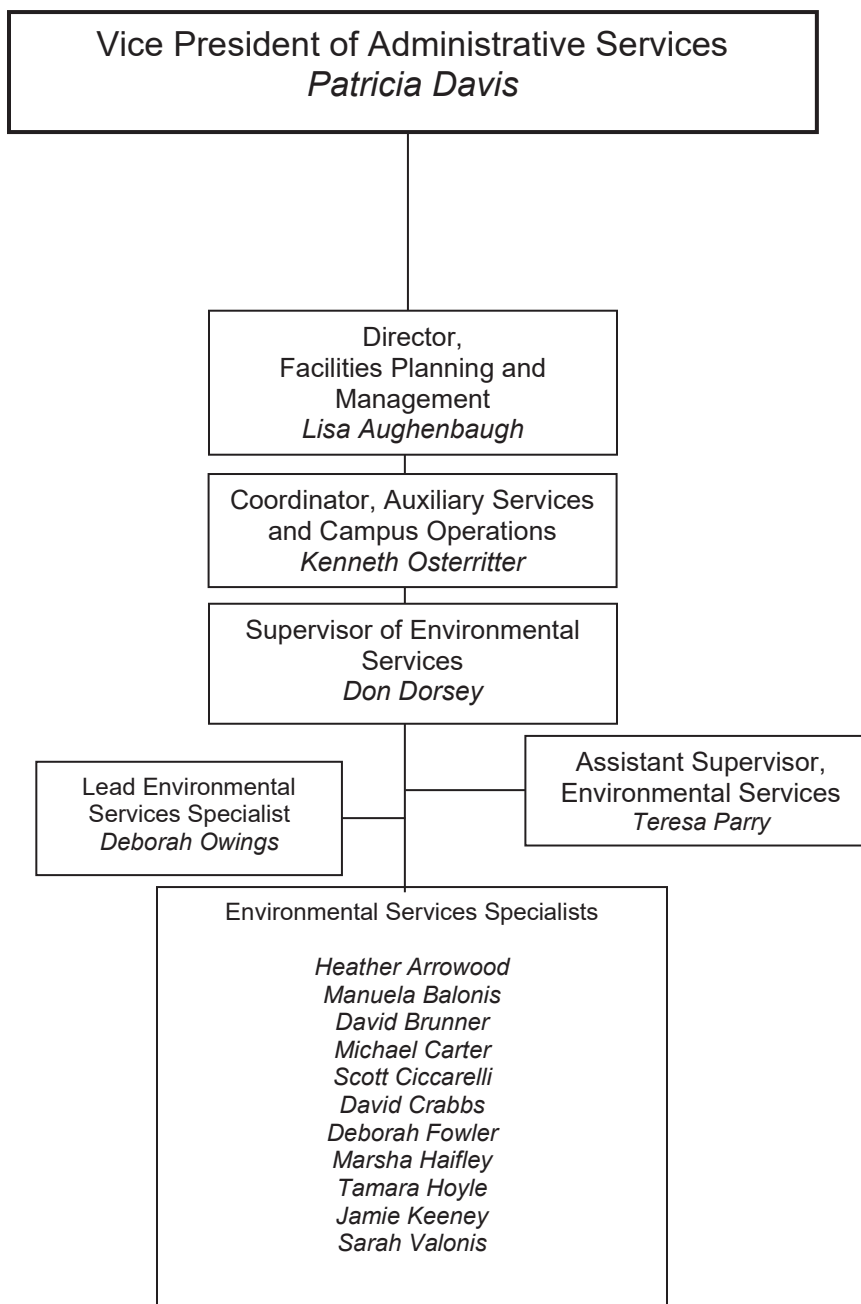 Vice President of Administrative Services
Patricia Davis
Director,
Facilities Planning and
Management
Lisa Aughenbaugh
Coordinator, Auxiliary Services
and Campus Operations
Kenneth Osterritter
Supervisor of Environmental
Services
Don Dorsey
Lead Environmental
Services Specialist
Deborah Owings
Assistant Supervisor,
Environmental Services
Teresa Parry
Environmental Services Specialists
Heather Arrowood
Manuela Balonis
David Brunner
Michael Carter
Scott Ciccarelli
David Crabbs
Deborah Fowler
Marsha Haifley
Tamara Hoyle
Jamie Keeney
Sarah Valonis